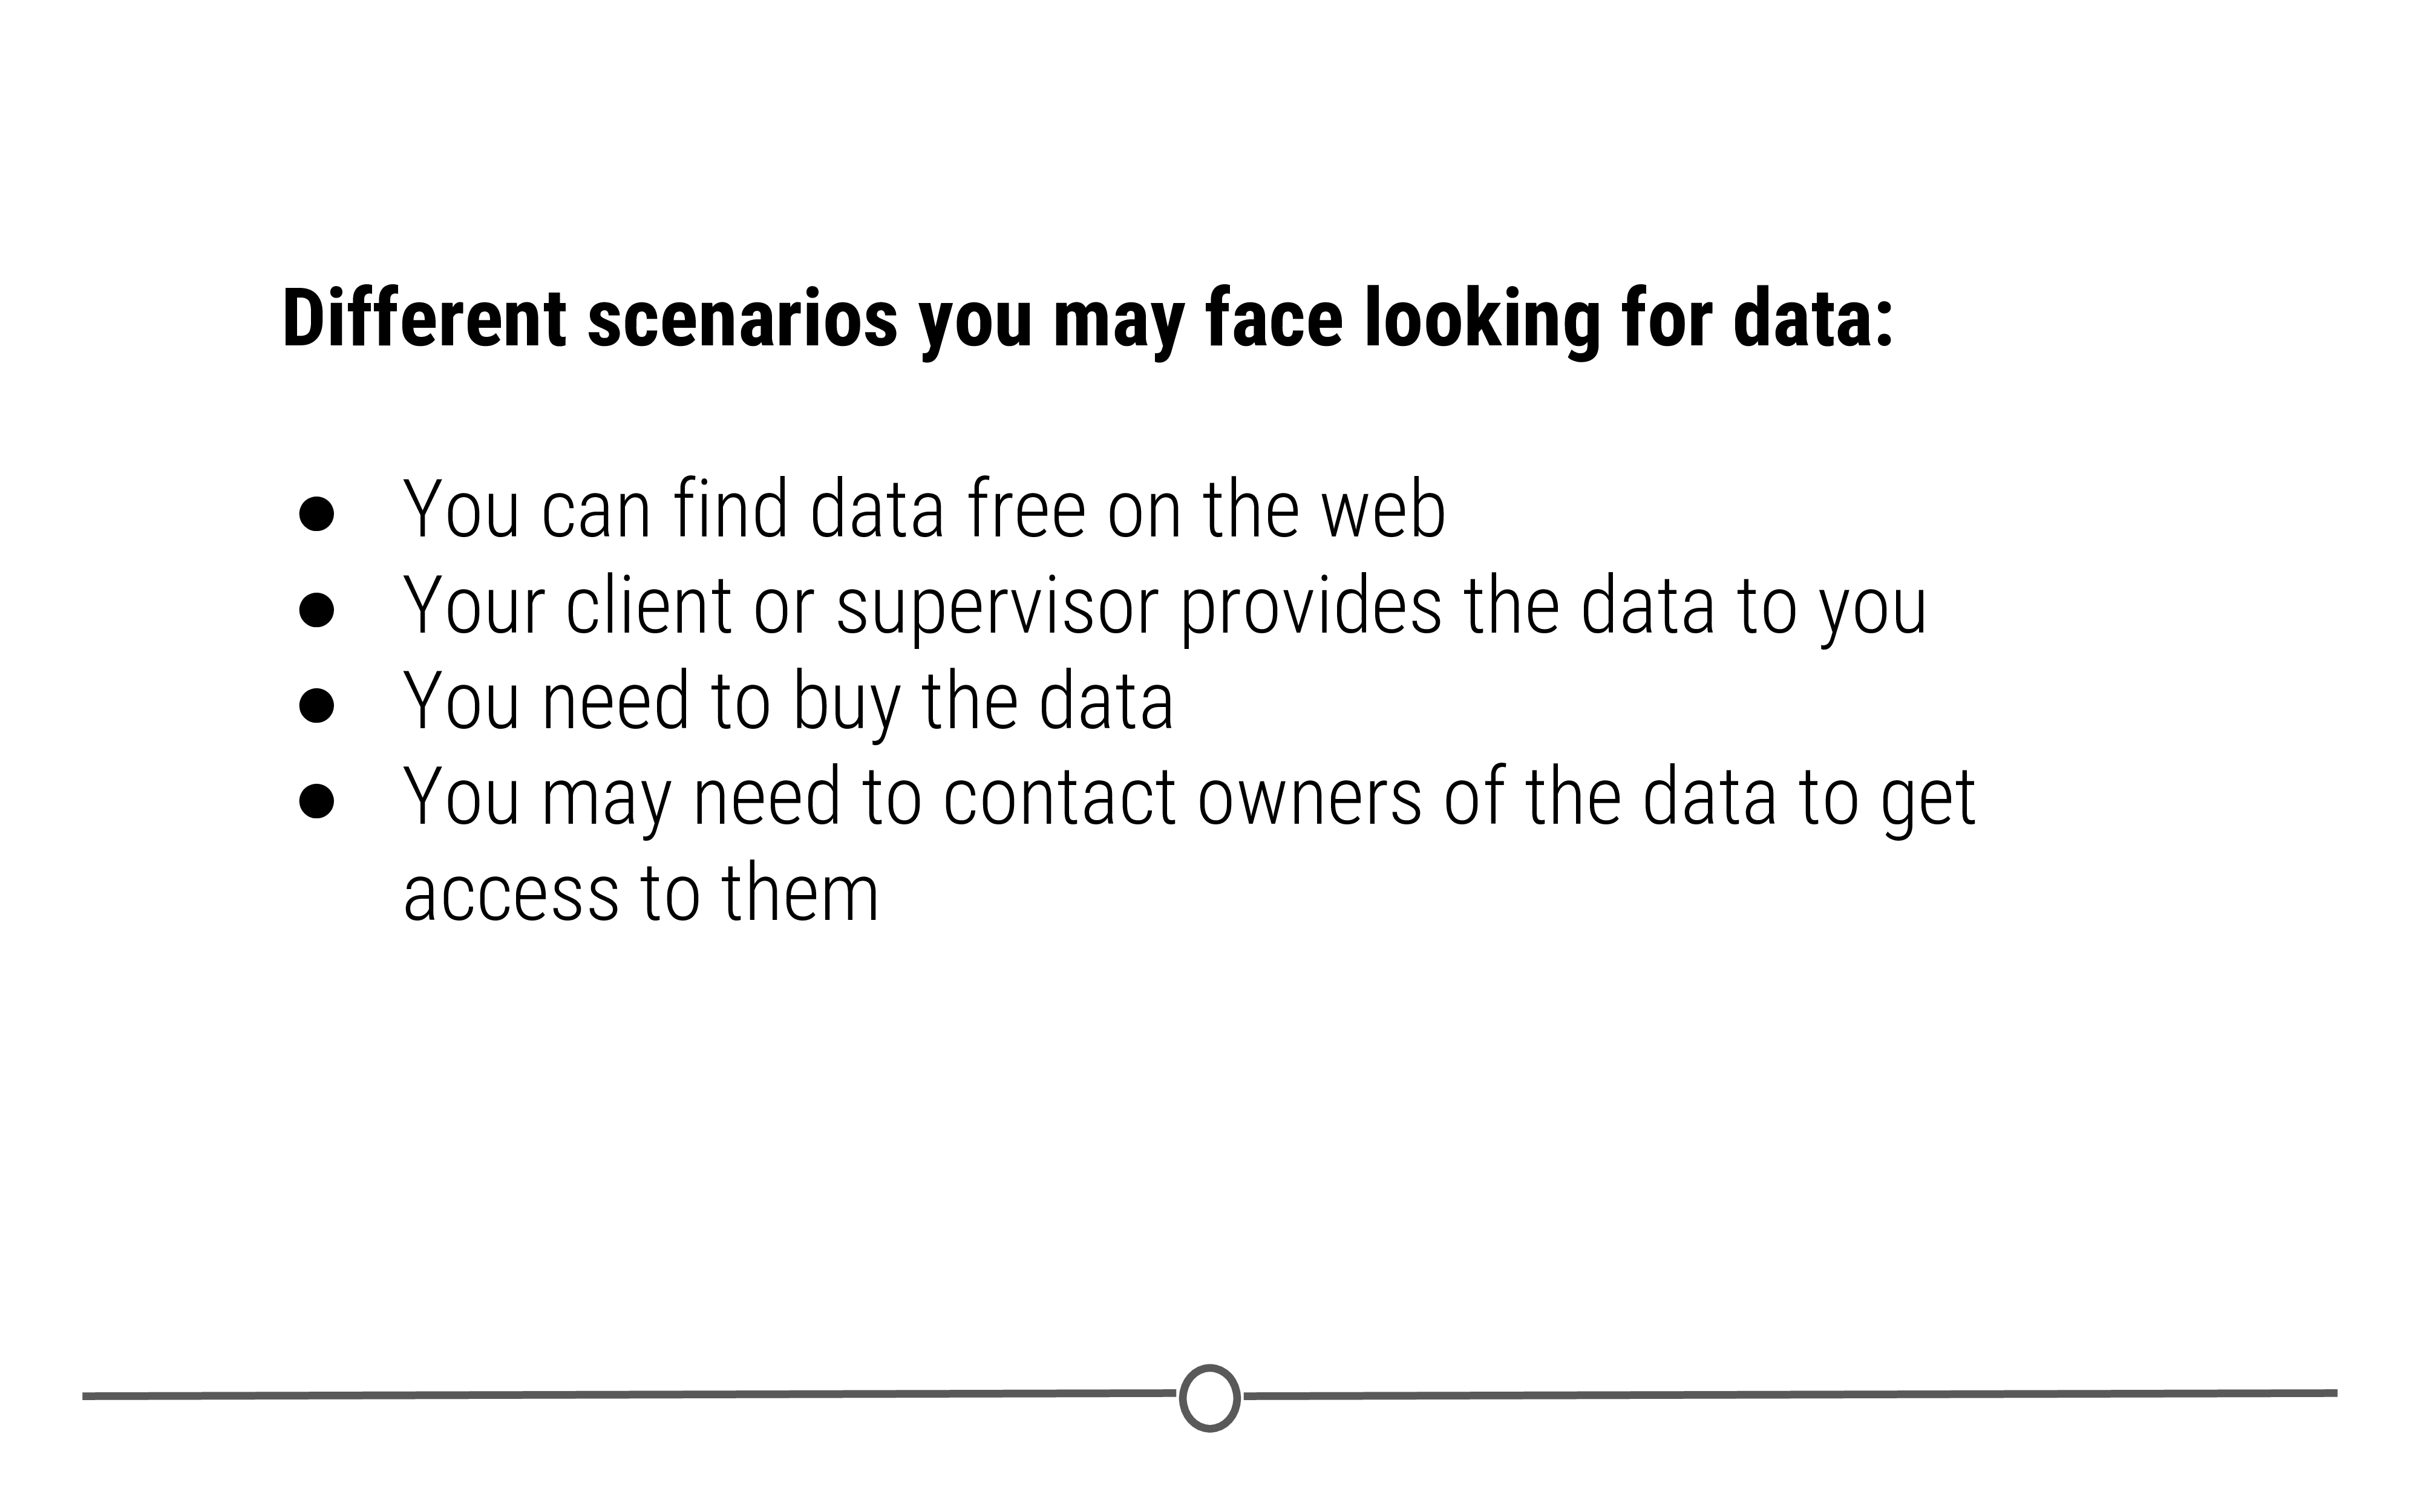 Different scenarios you may face looking for data:
● You can find data free on the web
● Your client or supervisor provides the data to you
● You need to buy the data
● You may need to contact owners of the data to get
access to them